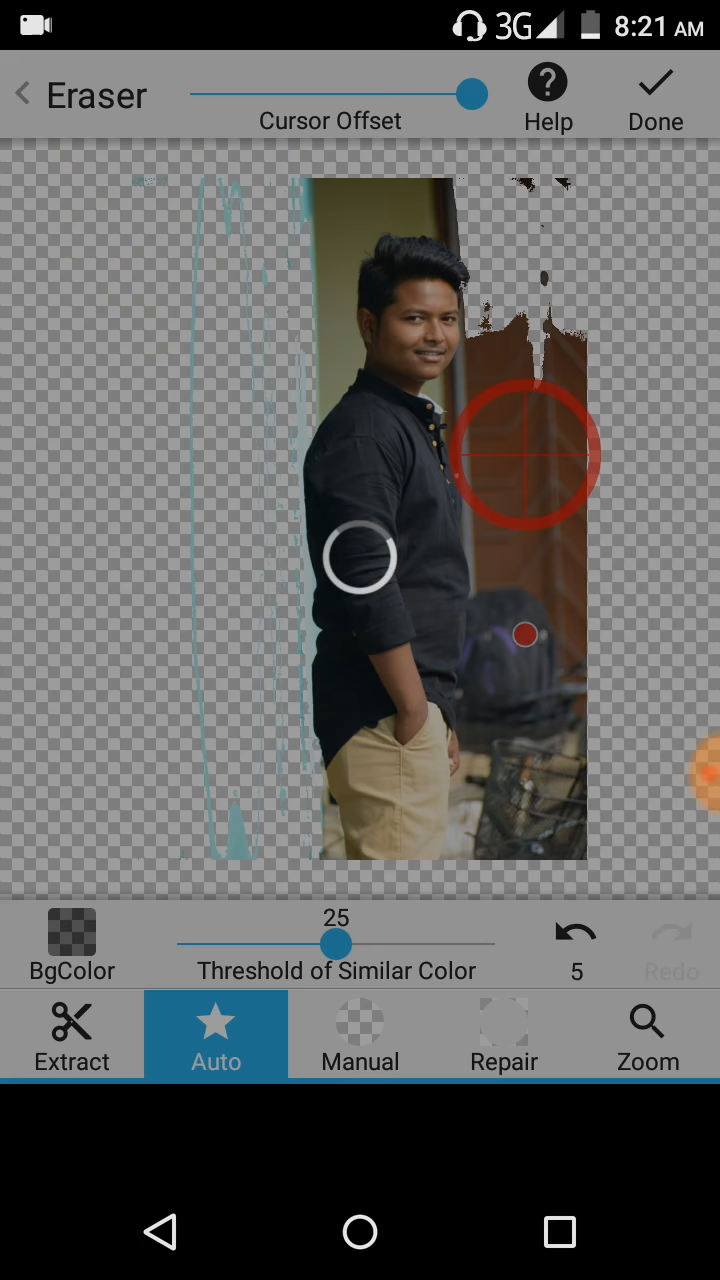 3G 8:21 AM
Eraser
Cursor Offset
Help
Done
25
BgColor
Threshold of Similar Color
5
Redo
Extract
Auto
Manual
Repair
Zoom